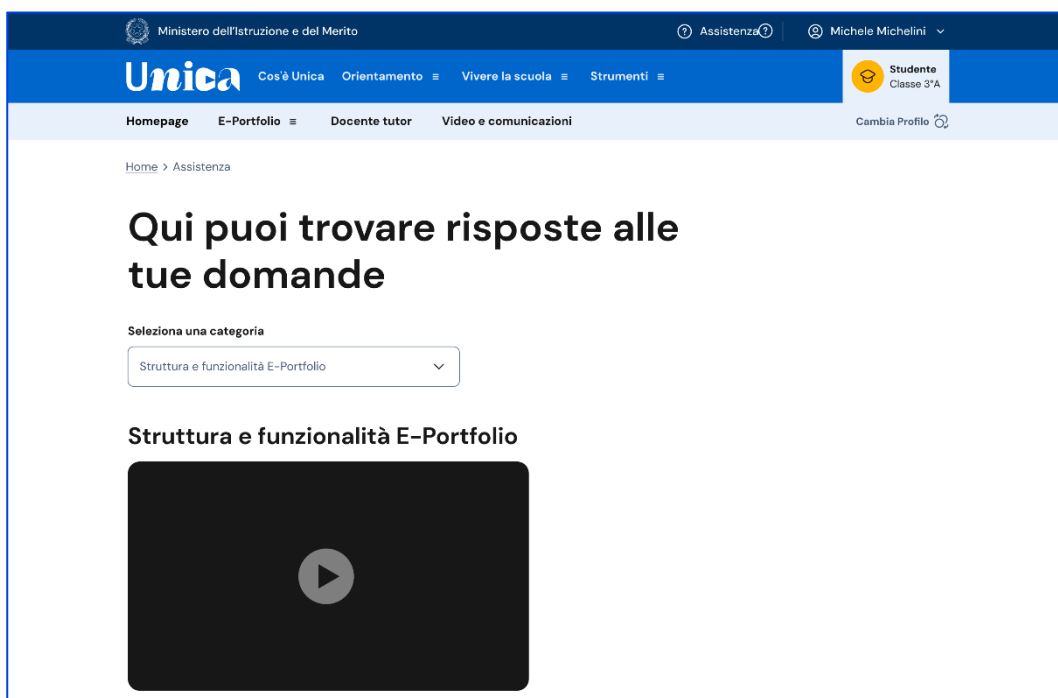 Ministero dell'Istruzione e del Merito
Assistenza
Michele Michelini
Unica
Cos'è Unica Orientamento Vivere la scuola Strumenti
Studente
Classe 3ªA
Homepage E-Portfolio Docente tutor Video e comunicazioni
Cambia Profilo
Home > Assistenza
Qui puoi trovare risposte alle
tue domande
Seleziona una categoria
Struttura e funzionalità E-Portfolio
Struttura e funzionalità E-Portfolio